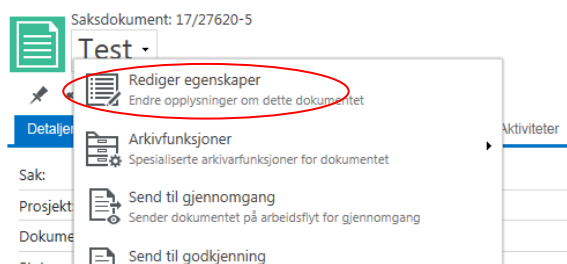 Saksdokument: 17/27620-5
Test
Rediger egenskaper
Endre opplysninger om dette dokumentet
Detaljer
Aktiviteter
Arkivfunksjoner
Spesialiserte arkivarfunksjoner for dokumentet
Sak:
Send til gjennomgang
Prosjekt
Sender dokumentet på arbeidsflyt for gjennomgang
Dokume
Send til godkjenning